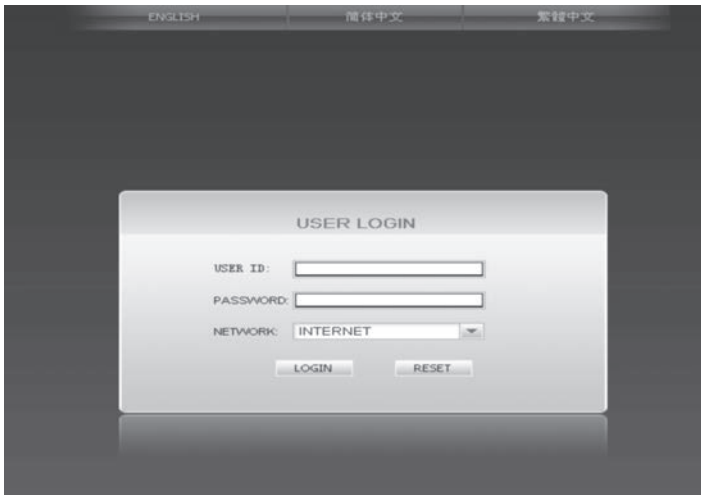 ENGLISH 简体中文 繁體中文
USER LOGIN
USER ID:
PASSWORD:
NETWORK: INTERNET
LOGIN RESET